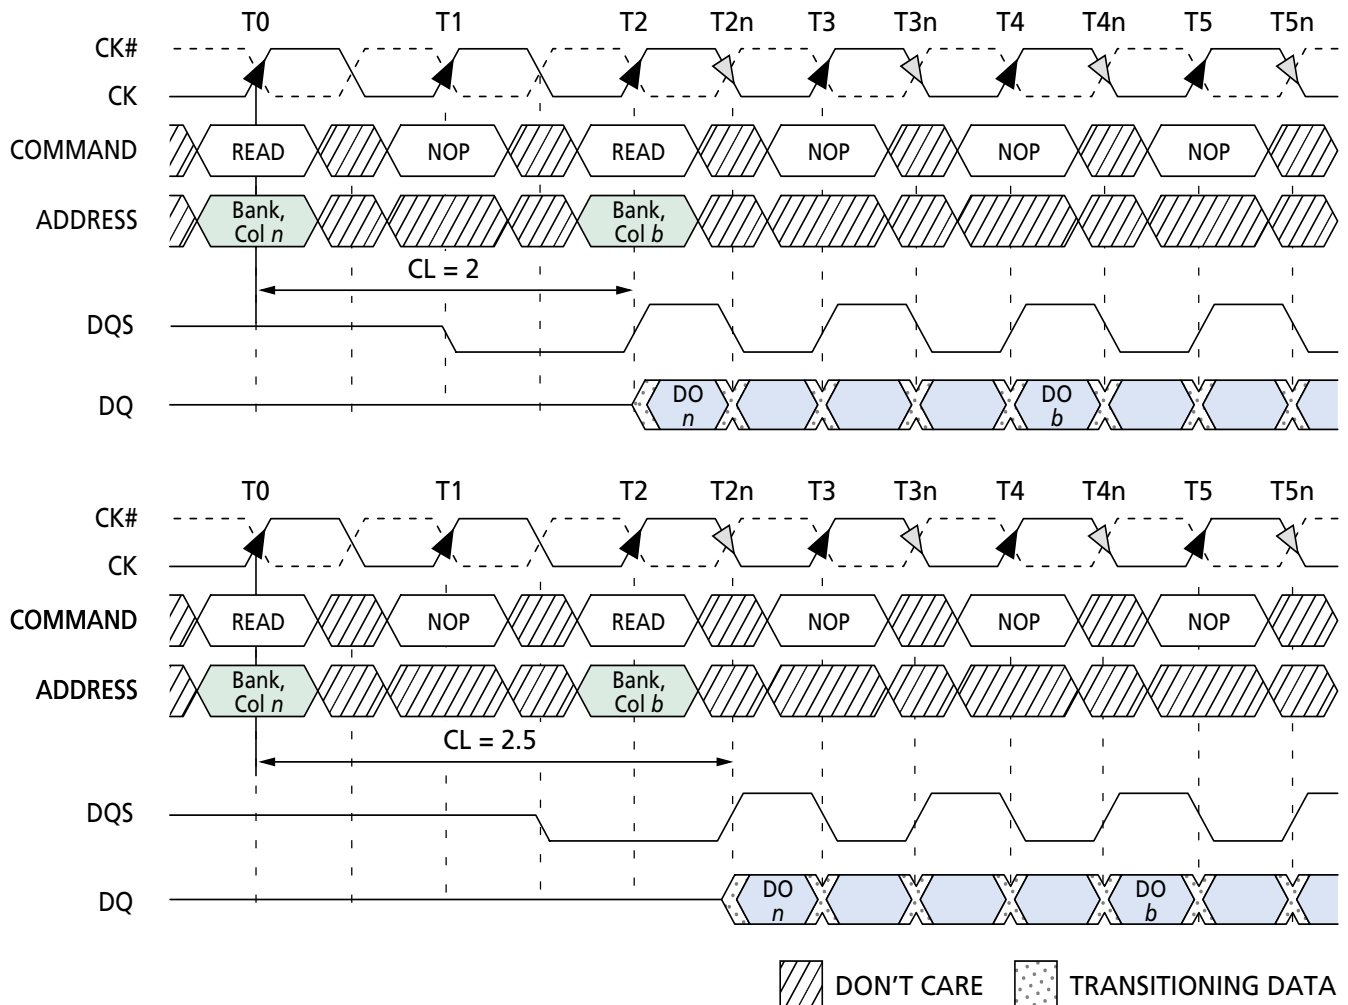 T0 T1 T2 T2n T3 T3n T4 T4n T5 T5n
CK#
CK
COMMAND READ NOP READ NOP NOP NOP
ADDRESS Bank, Col n Bank, Col b
CL = 2
DQS
DQ DO n DO b
T0 T1 T2 T2n T3 T3n T4 T4n T5 T5n
CK#
CK
COMMAND READ NOP READ NOP NOP NOP
ADDRESS Bank, Col n Bank, Col b
CL = 2.5
DQS
DQ DO n DO b
DON'T CARE TRANSITIONING DATA